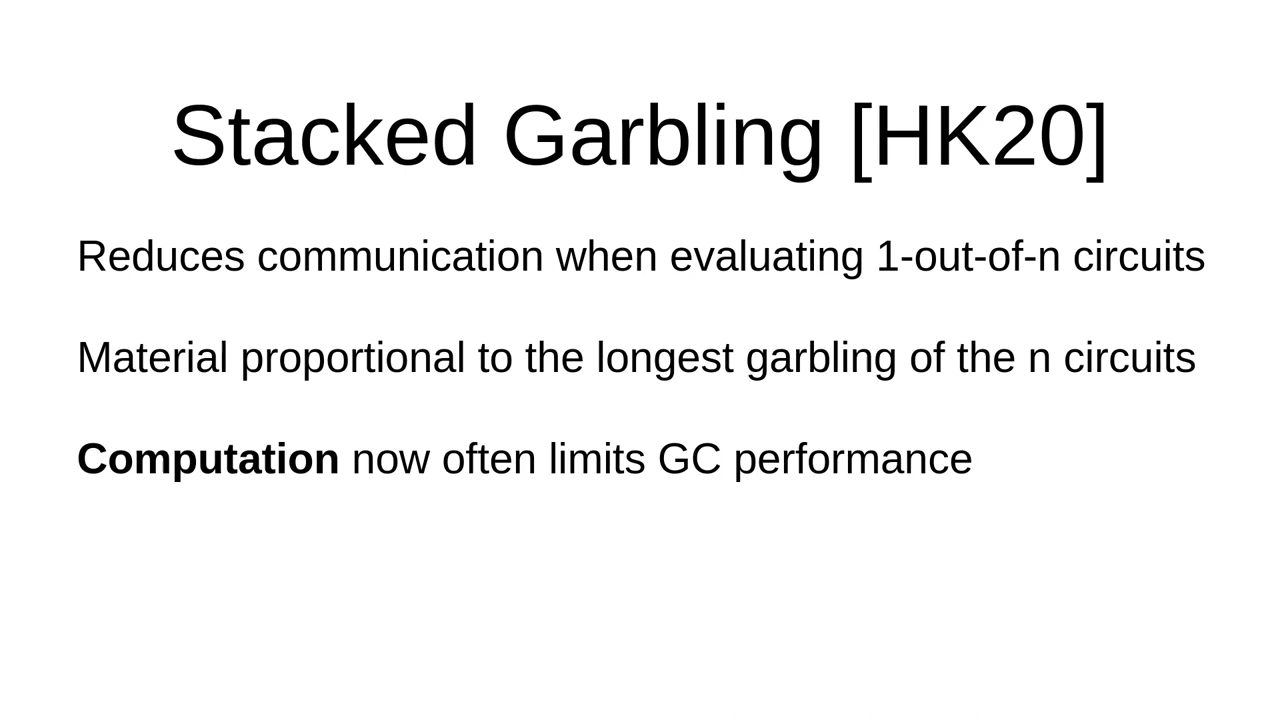 Stacked Garbling [HK20]
Reduces communication when evaluating 1-out-of-n circuits
Material proportional to the longest garbling of the n circuits
Computation now often limits GC performance